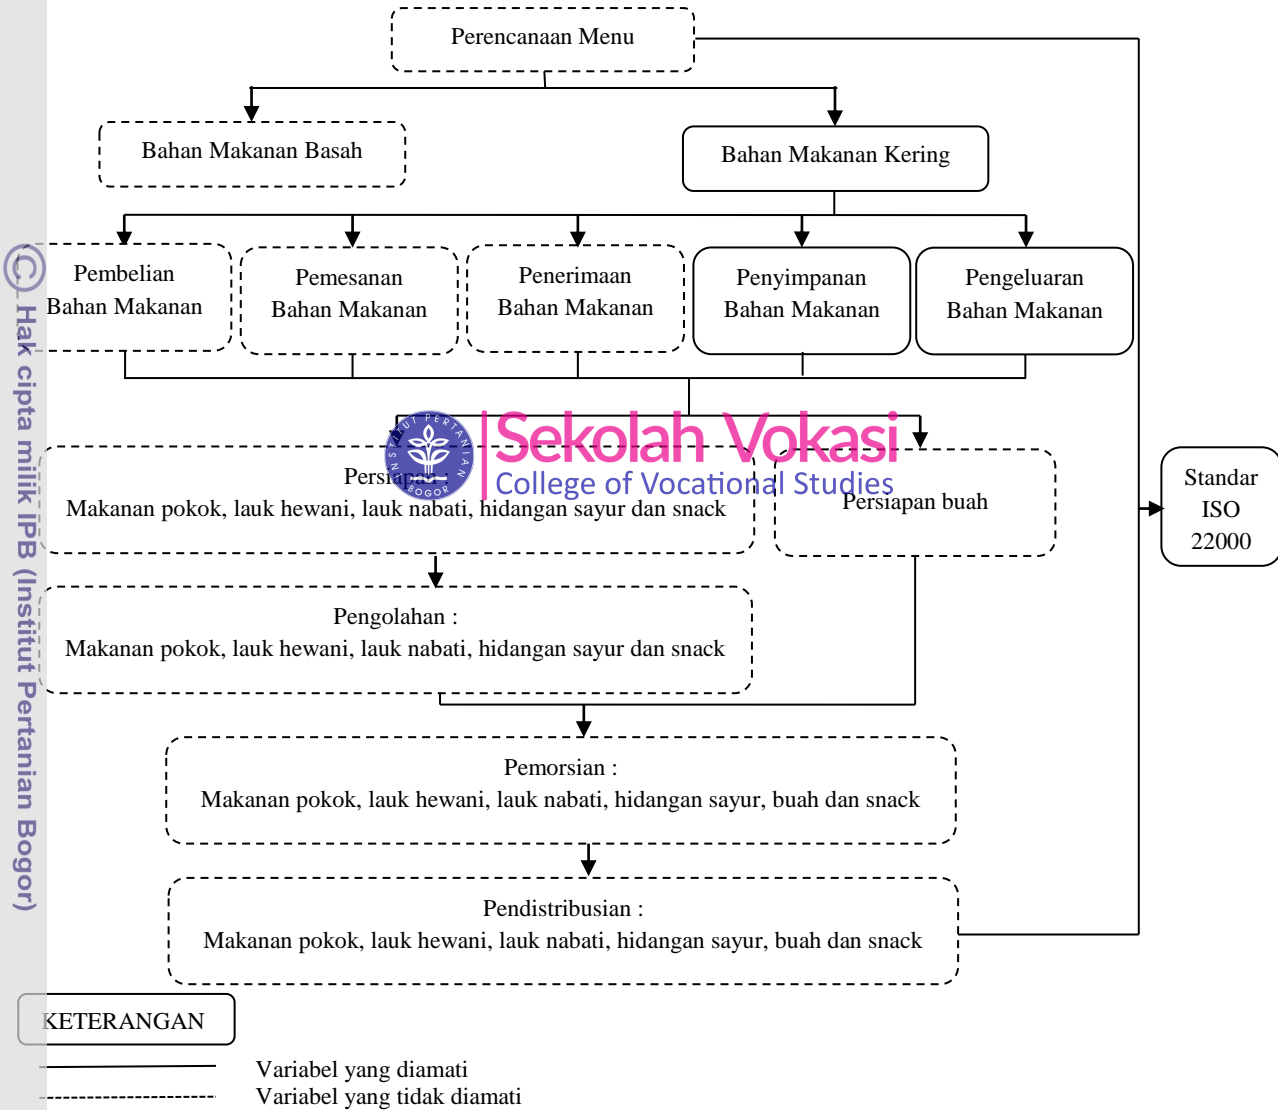 Perencanaan Menu
Bahan Makanan Basah
Bahan Makanan Kering
Pembelian
Bahan Makanan
Pemesanan
Bahan Makanan
Penerimaan
Bahan Makanan
Penyimpanan
Bahan Makanan
Pengeluaran
Bahan Makanan
INSTITUT PERTANIAN
BOGOR
Sekolah Vokasi
College of Vocational Studies
Persiapan :
Makanan pokok, lauk hewani, lauk nabati, hidangan sayur dan snack
Persiapan buah
Standar
ISO
22000
Pengolahan :
Makanan pokok, lauk hewani, lauk nabati, hidangan sayur dan snack
Pemorsian :
Makanan pokok, lauk hewani, lauk nabati, hidangan sayur, buah dan snack
Pendistribusian :
Makanan pokok, lauk hewani, lauk nabati, hidangan sayur, buah dan snack
KETERANGAN
Variabel yang diamati
Variabel yang tidak diamati
© Hak cipta milik IPB (Institut Pertanian Bogor)